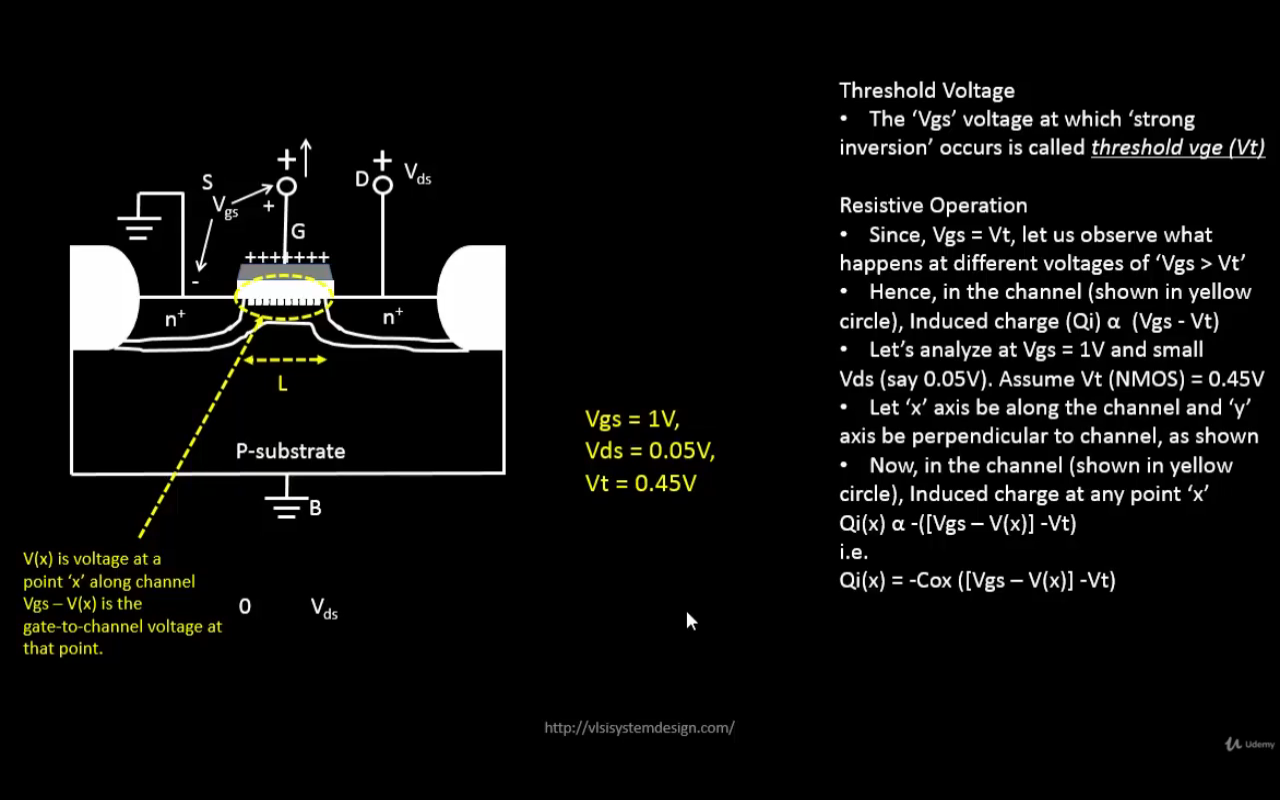 Threshold Voltage
• The ‘Vgs’ voltage at which ‘strong
inversion’ occurs is called threshold vge (Vt)
Resistive Operation
• Since, Vgs = Vt, let us observe what
happens at different voltages of ‘Vgs > Vt’
• Hence, in the channel (shown in yellow
circle), Induced charge (Qi) α (Vgs - Vt)
• Let’s analyze at Vgs = 1V and small
Vds (say 0.05V). Assume Vt (NMOS) = 0.45V
• Let ‘x’ axis be along the channel and ‘y’
axis be perpendicular to channel, as shown
• Now, in the channel (shown in yellow
circle), Induced charge at any point ‘x’
Qi(x) α -([Vgs – V(x)] -Vt)
i.e.
Qi(x) = -Cox ([Vgs – V(x)] -Vt)
S
Vgs
+
+
G
D
+
Vds
-
+++++++
n+
n+
L
P-substrate
B
Vgs = 1V,
Vds = 0.05V,
Vt = 0.45V
V(x) is voltage at a
point ‘x’ along channel
Vgs – V(x) is the
gate-to-channel voltage at
that point.
0
Vds
http://vlsisystemdesign.com/
Udemy